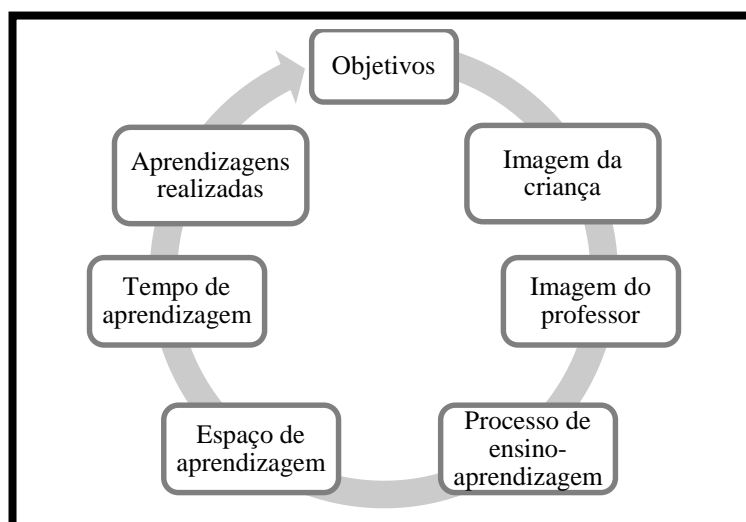 Objetivos
Imagem da
criança
Imagem do
professor
Processo de
ensino-
aprendizagem
Espaço de
aprendizagem
Tempo de
aprendizagem
Aprendizagens
realizadas